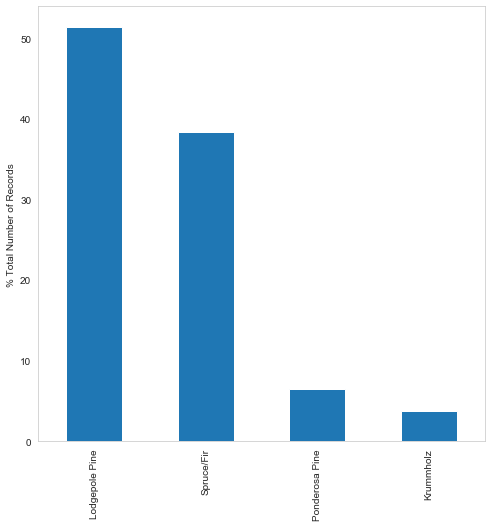 % Total Number of Records
50
40
30
20
10
0
Lodgepole Pine
Spruce/Fir
Ponderosa Pine
Krummholz